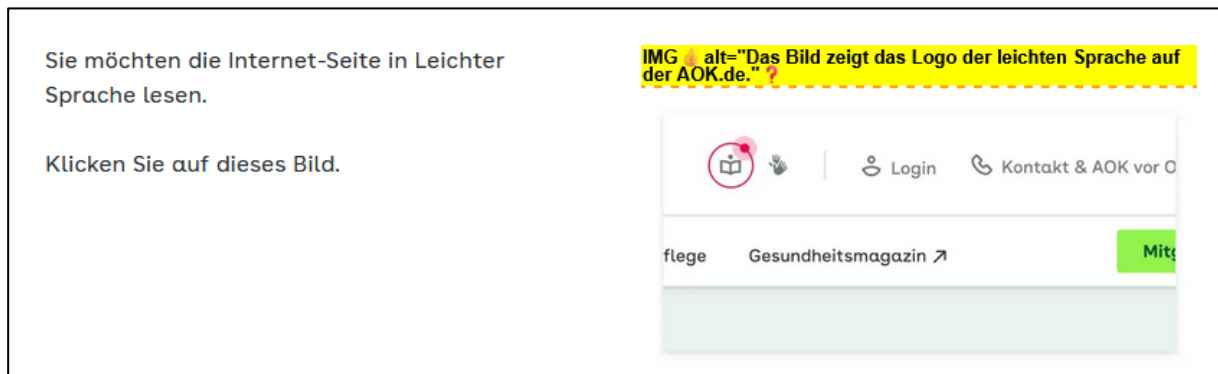 Sie möchten die Internet-Seite in Leichter
Sprache lesen.
Klicken Sie auf dieses Bild.
IMG 👍 alt="Das Bild zeigt das Logo der leichten Sprache auf
der AOK.de."❓
Login
Kontakt & AOK vor O
flege
Gesundheitsmagazin ↗
Mitg